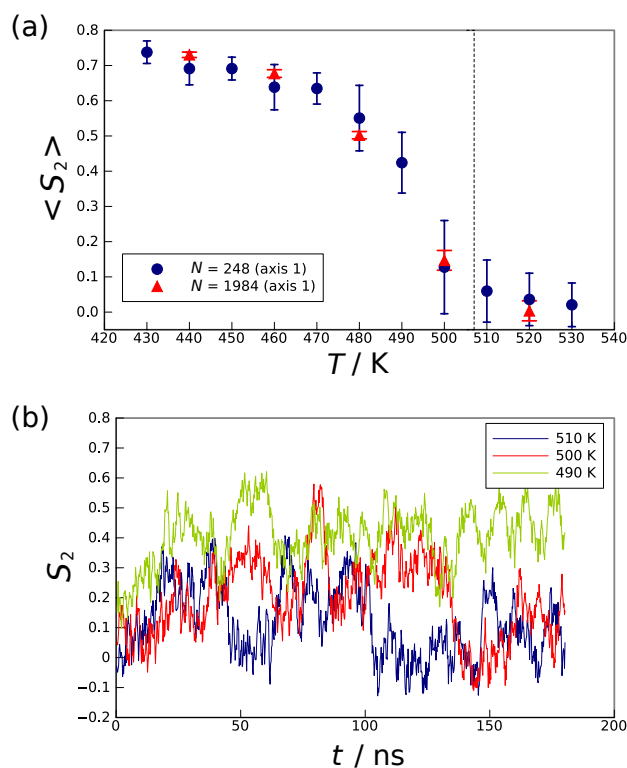 (a)
0.8
0.7
0.6
0.5
0.4
0.3
0.2
0.1
0.0
<S2>
N = 248 (axis 1)
N = 1984 (axis 1)
420 430 440 450 460 470 480 490 500 510 520 530 540
T / K
(b)
0.8
0.7
0.6
0.5
0.4
0.3
0.2
0.1
0
−0.1
−0.2
S2
510 K
500 K
490 K
0 50 100 150 200
t / ns